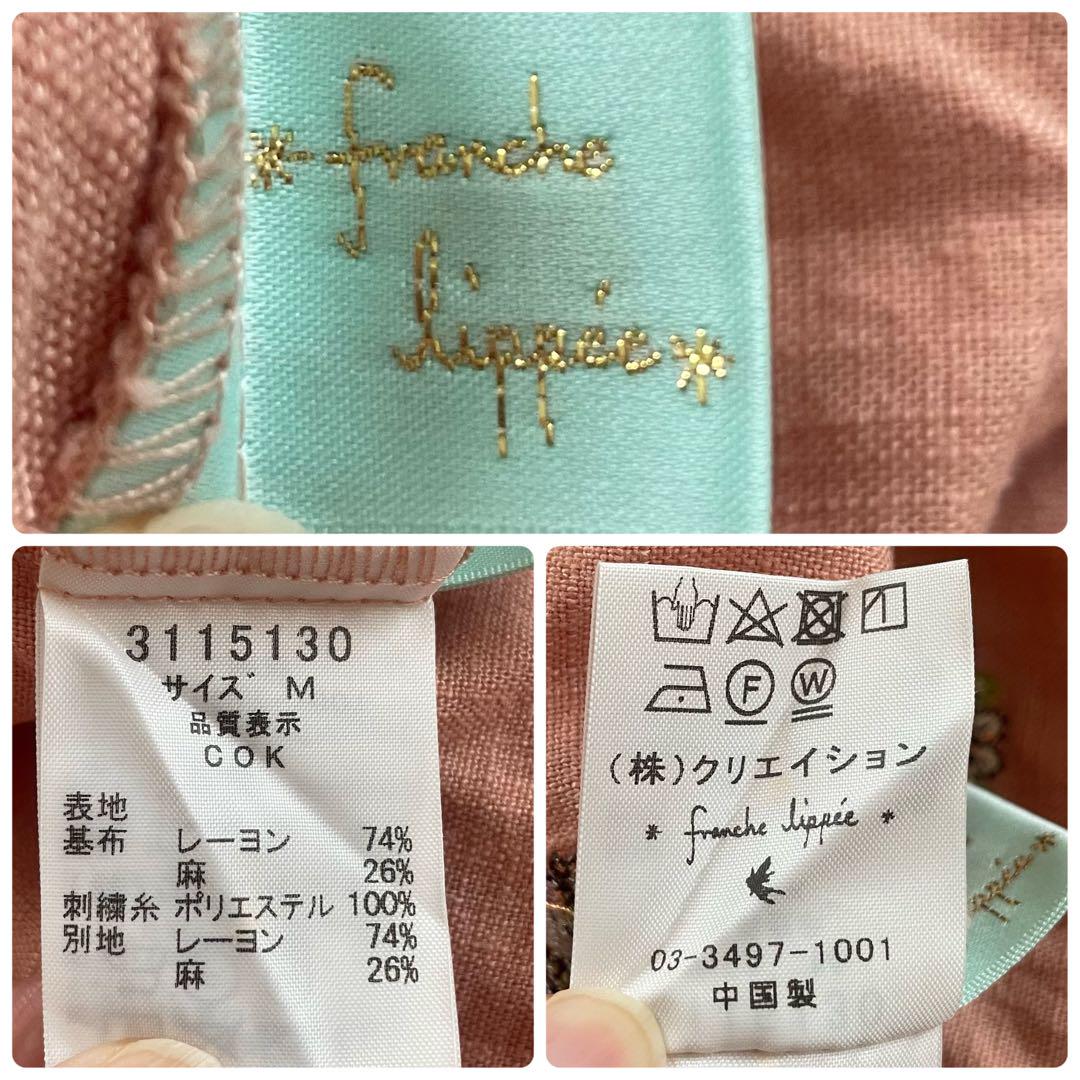 * franche
lippée *
3115130
サイズ M
品質表示
COK
表地
基布 レーヨン 74%
麻 26%
刺繍糸 ポリエステル 100%
別地 レーヨン 74%
麻 26%
F W
(株)クリエイション
* franche lippée *
ippée *
03-3497-1001
中国製